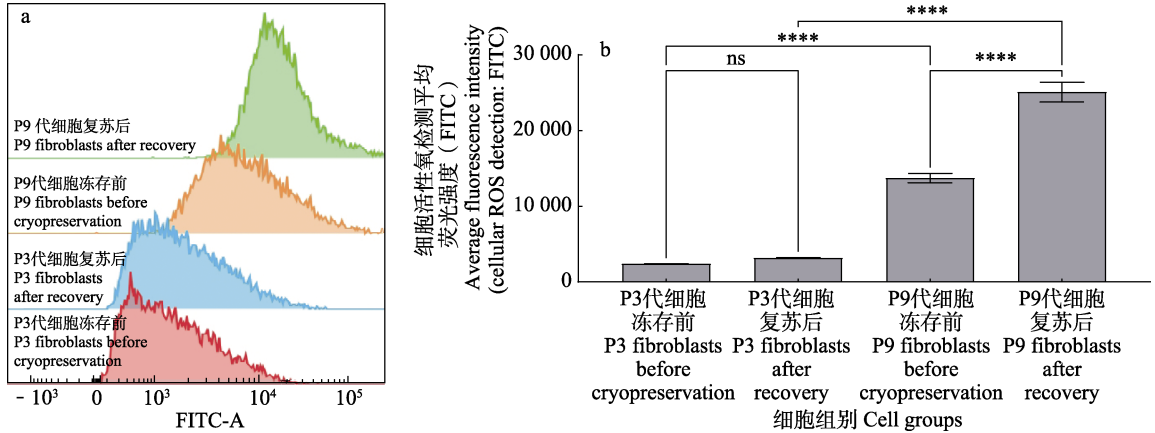 a
P9 代细胞复苏后
P9 fibroblasts after recovery
P9代细胞冻存前
P9 fibroblasts before
cryopreservation
P3代细胞复苏后
P3 fibroblasts
after recovery
P3代细胞冻存前
P3 fibroblasts before
cryopreservation
- 10³ 0 10³ 10⁴ 10⁵
FITC-A
b
细胞活性氧检测平均
荧光强度（FITC）
Average fluorescence intensity
(cellular ROS detection: FITC)
30 000
20 000
10 000
0
****
****
ns
****
P3代细胞
冻存前
P3 fibroblasts
before
cryopreservation
P3代细胞
复苏后
P3 fibroblasts
after
recovery
P9代细胞
冻存前
P9 fibroblasts
before
cryopreservation
P9代细胞
复苏后
P9 fibroblasts
after
recovery
细胞组别 Cell groups